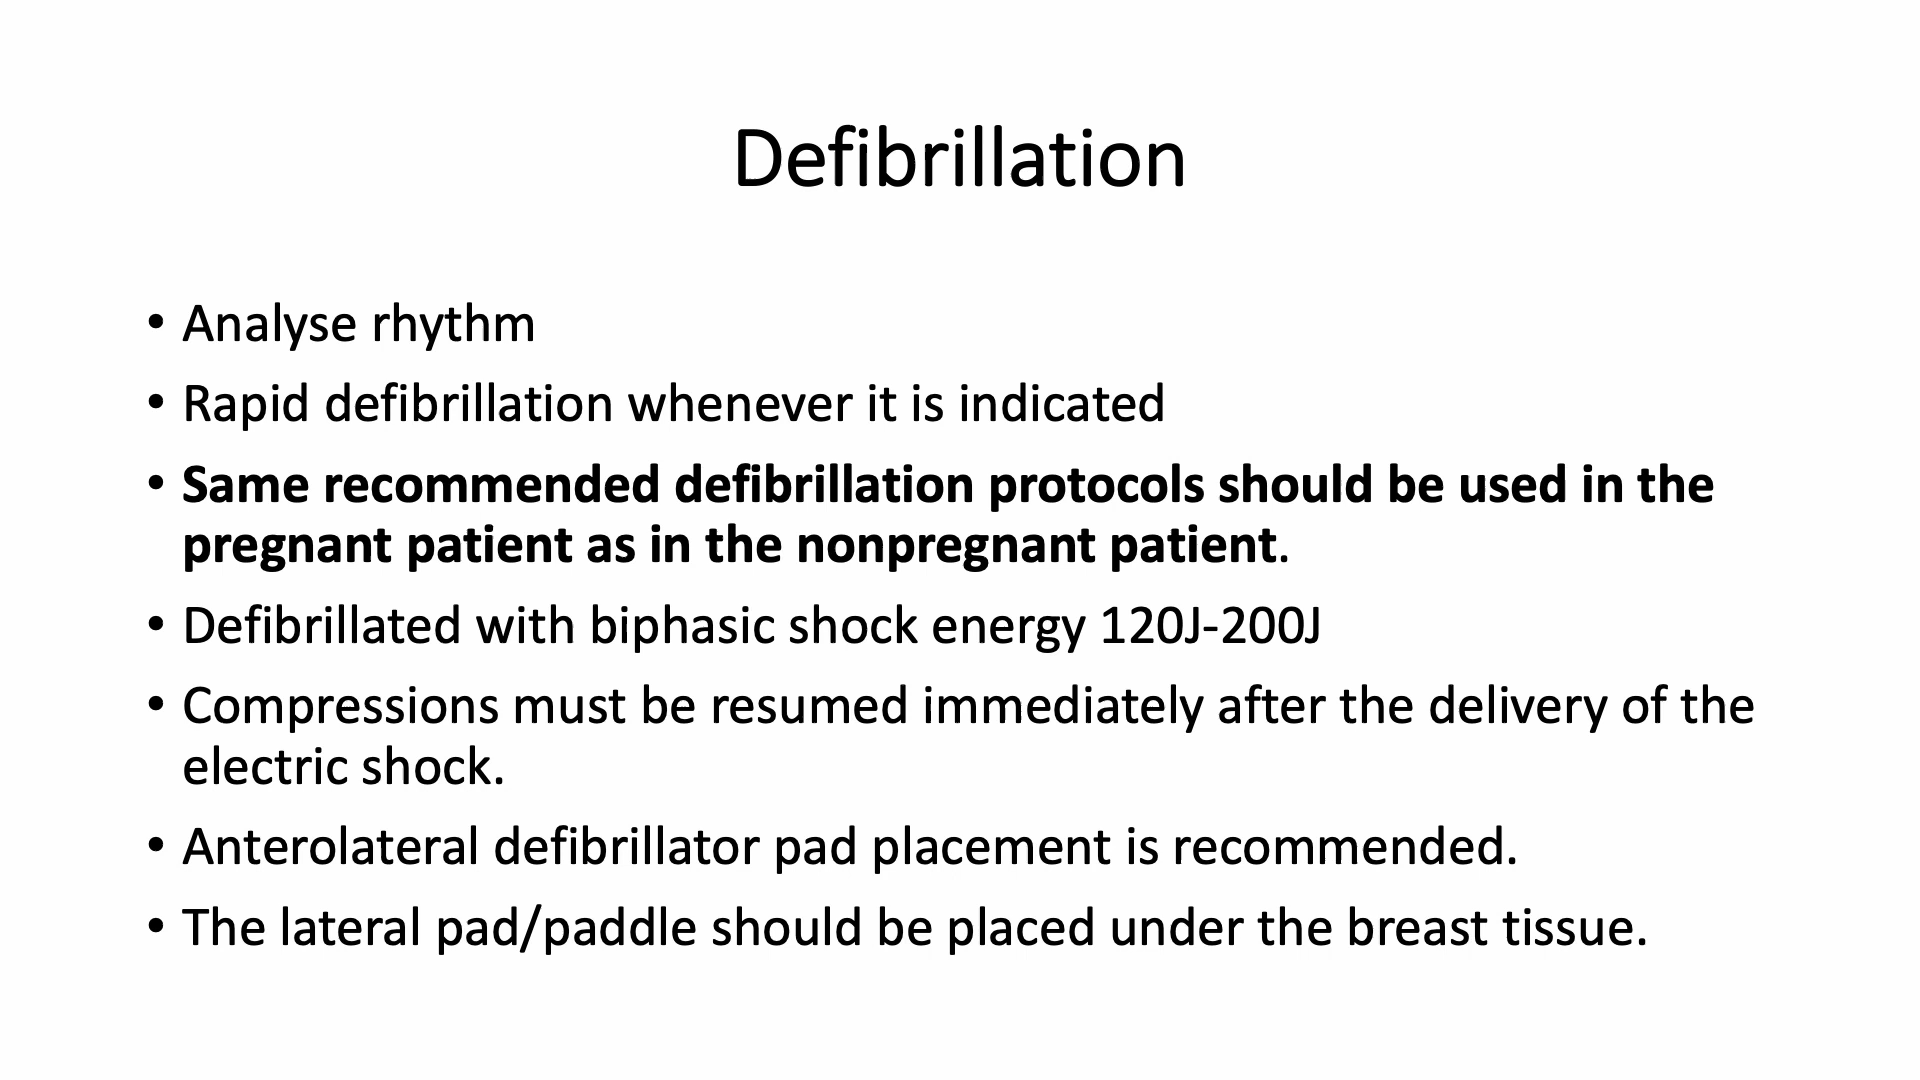 Defibrillation
• Analyse rhythm
• Rapid defibrillation whenever it is indicated
• Same recommended defibrillation protocols should be used in the
pregnant patient as in the nonpregnant patient.
• Defibrillated with biphasic shock energy 120J-200J
• Compressions must be resumed immediately after the delivery of the
electric shock.
• Anterolateral defibrillator pad placement is recommended.
• The lateral pad/paddle should be placed under the breast tissue.